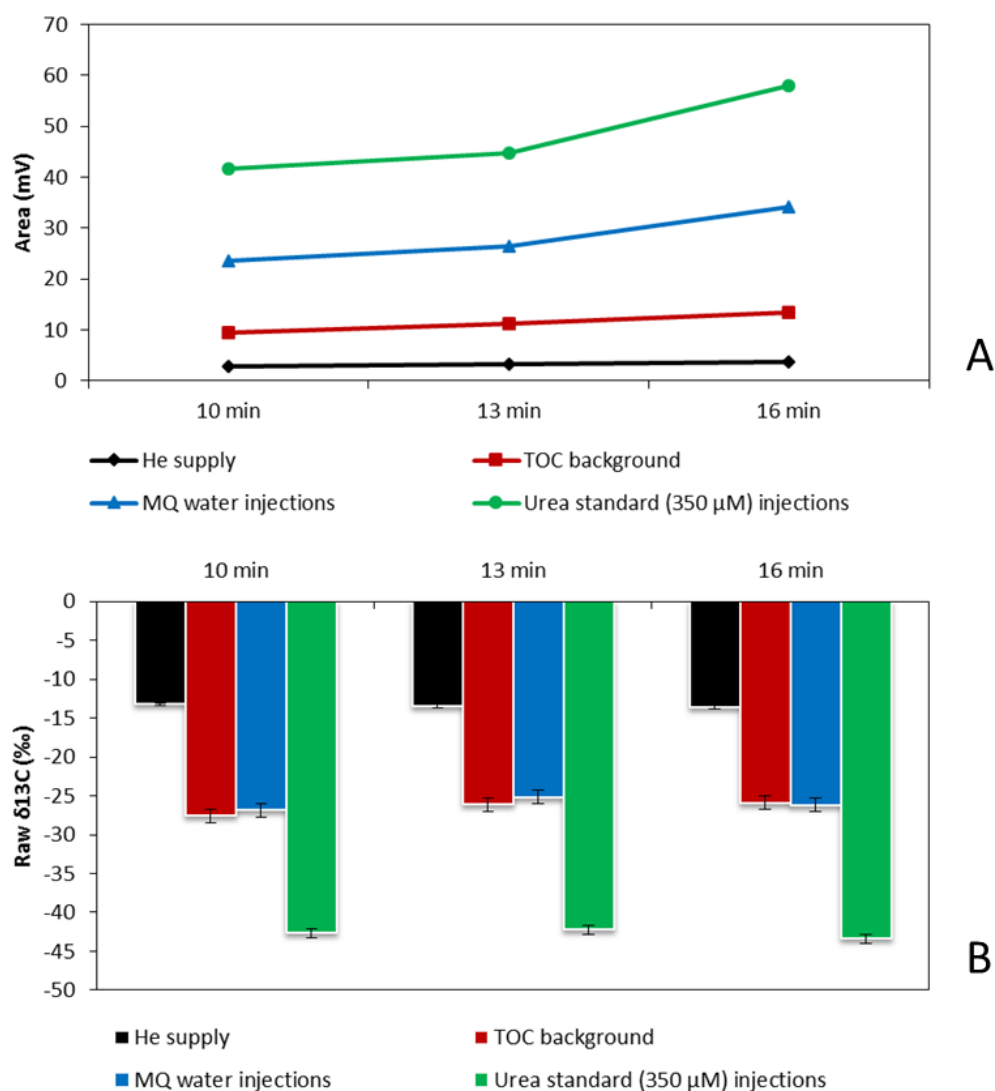 70
60
50
40
30
20
10
0
Area (mV)
10 min 13 min 16 min
A
He supply TOC background
MQ water injections Urea standard (350 µM) injections
10 min 13 min 16 min
0
-5
-10
-15
-20
-25
-30
-35
-40
-45
-50
Raw δ13C (‰)
B
He supply TOC background
MQ water injections Urea standard (350 µM) injections